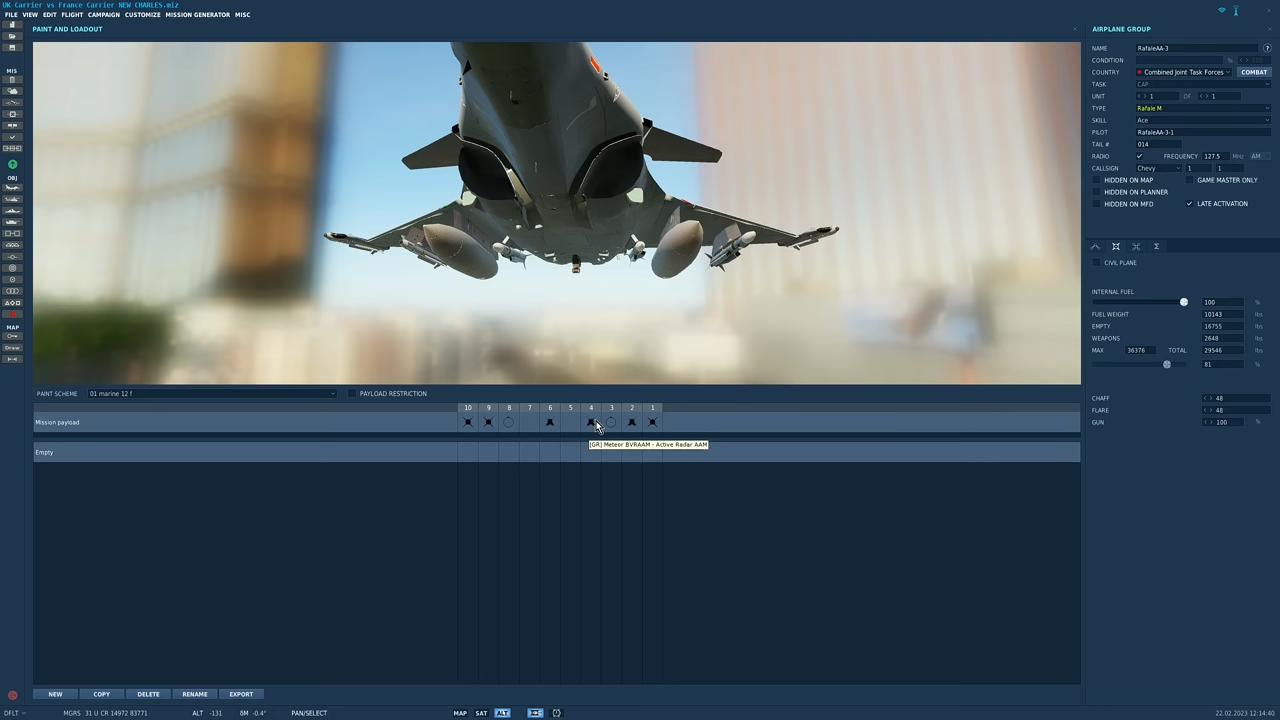 UK Carrier vs France Carrier NEW CHARLES.miz
FILE VIEW EDIT FLIGHT CAMPAIGN CUSTOMIZE MISSION GENERATOR MISC
PAINT AND LOADOUT
MIS
OBJ
MAP
Draw
PAINT SCHEME 01 marine 12 f PAYLOAD RESTRICTION
10 9 8 7 6 5 4 3 2 1
Mission payload
[GR] Meteor BVRAAM - Active Radar AAM
Empty
NEW COPY DELETE RENAME EXPORT
AIRPLANE GROUP
NAME RafaleAA-3 ?
CONDITION %
COUNTRY Combined Joint Task Forces COMBAT
TASK CAP
UNIT < > 1 OF < > 1
TYPE Rafale M
SKILL Ace
PILOT RafaleAA-3-1
TAIL # 014
RADIO FREQUENCY 127.5 MHz AM
CALLSIGN Chevy 1 1
HIDDEN ON MAP GAME MASTER ONLY
HIDDEN ON PLANNER
HIDDEN ON MFD LATE ACTIVATION
CIVIL PLANE
INTERNAL FUEL
100 %
FUEL WEIGHT 10143 lbs
EMPTY 16755 lbs
WEAPONS 2648 lbs
MAX 36376 TOTAL 29546 lbs
81 %
CHAFF < > 48
FLARE < > 48
GUN < > 100 %
DFLT MGRS 31 U CR 14972 83771 ALT -131 δM -0.4° PAN/SELECT MAP SAT ALT 22.02.2023 12:14:40